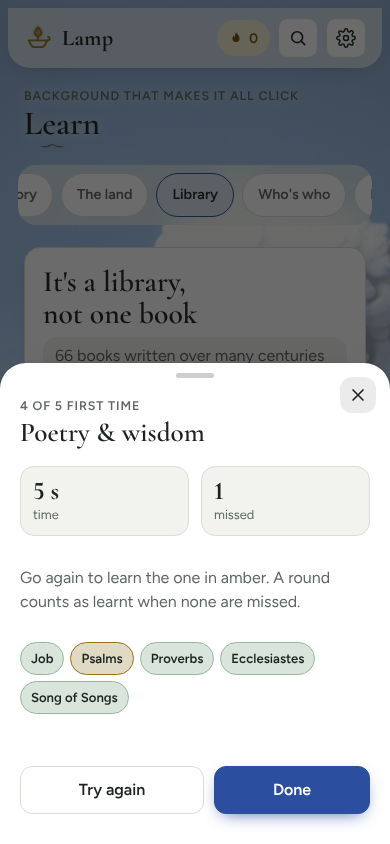 Lamp
0
BACKGROUND THAT MAKES IT ALL CLICK
Learn
ory
The land
Library
Who's who
It's a library,
not one book
66 books written over many centuries
4 OF 5 FIRST TIME
Poetry & wisdom
5 s
time
1
missed
Go again to learn the one in amber. A round
counts as learnt when none are missed.
Job
Psalms
Proverbs
Ecclesiastes
Song of Songs
Try again
Done